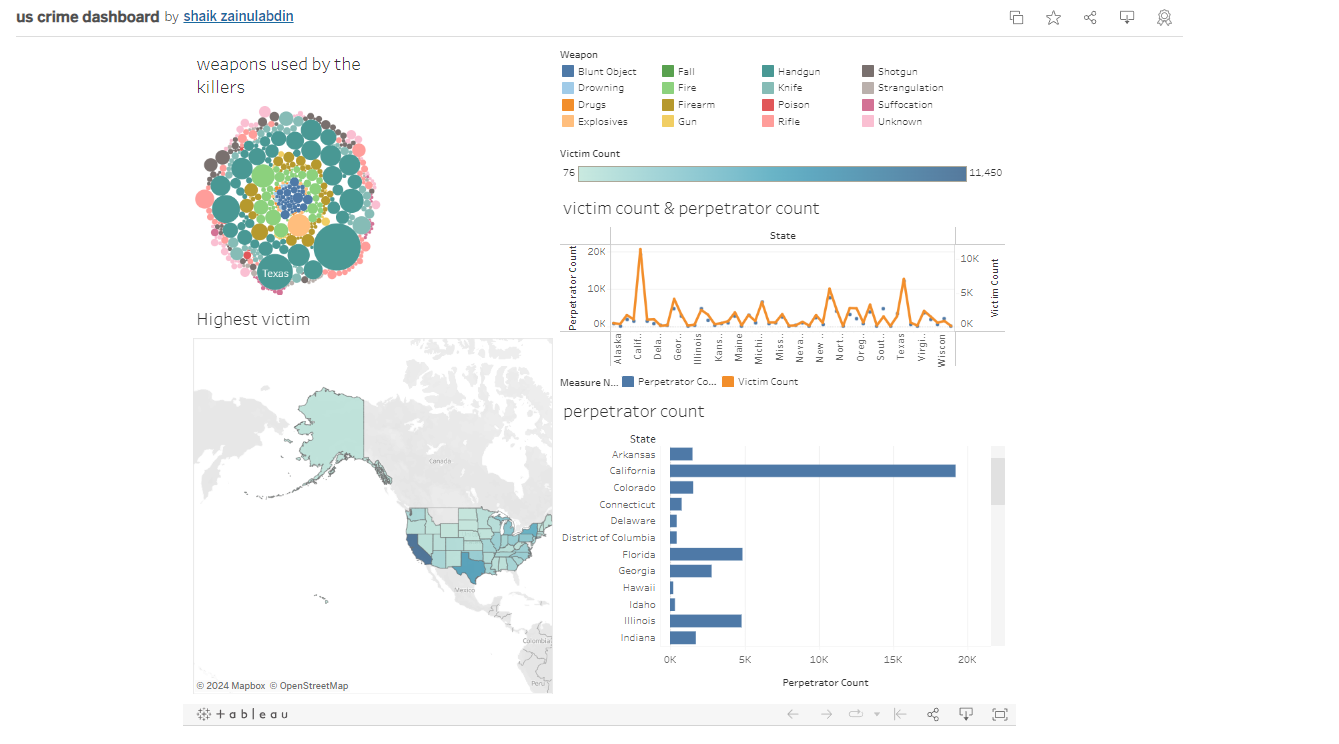 us crime dashboard by shaik zainulabdin
weapons used by the
killers
Texas
Weapon
Blunt Object
Drowning
Drugs
Explosives
Fall
Fire
Firearm
Gun
Handgun
Knife
Poison
Rifle
Shotgun
Strangulation
Suffocation
Unknown
Victim Count
76
11,450
victim count & perpetrator count
State
Perpetrator Count
20K
10K
0K
10K
5K
0K
Victim Count
Alaska
Calif..
Dela..
Geor..
Illinois
Kans..
Maine
Michi..
Miss..
Neva..
New ..
Nort..
Oreg..
Sout..
Texas
Virgi..
Wiscon
Measure N...
Perpetrator Co...
Victim Count
Highest victim
Canada
Mexico
Colombia
Peru
© 2024 Mapbox © OpenStreetMap
perpetrator count
State
Arkansas
California
Colorado
Connecticut
Delaware
District of Columbia
Florida
Georgia
Hawaii
Idaho
Illinois
Indiana
0K
5K
10K
15K
20K
Perpetrator Count
+ableau